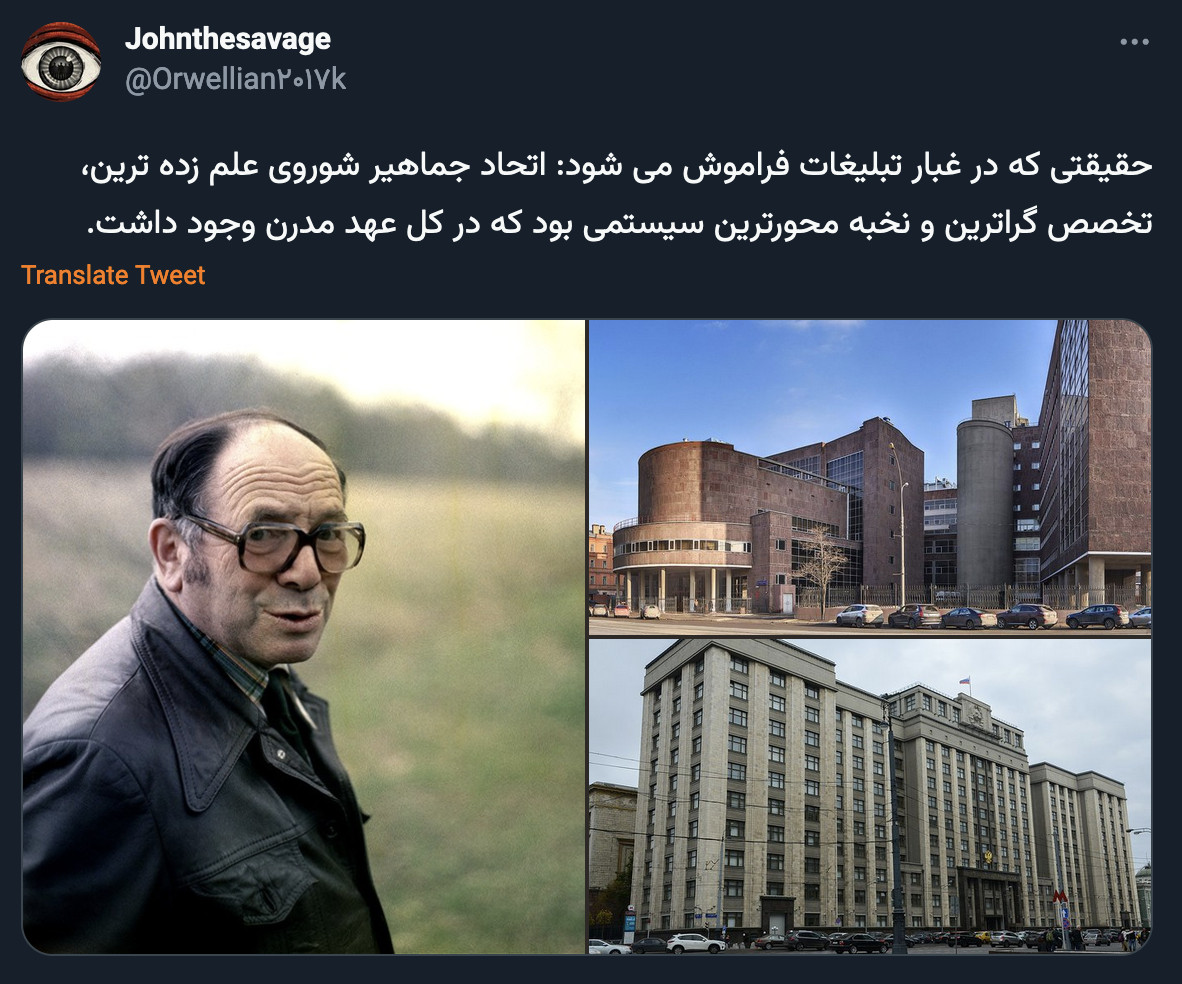 Johnthesavage
@Orwellian۲۰۱۷k
حقیقتی که در غبار تبلیغات فراموش می شود: اتحاد جماهیر شوروی علم زده ترین،
تخصص گراترین و نخبه محورترین سیستمی بود که در کل عهد مدرن وجود داشت.
Translate Tweet